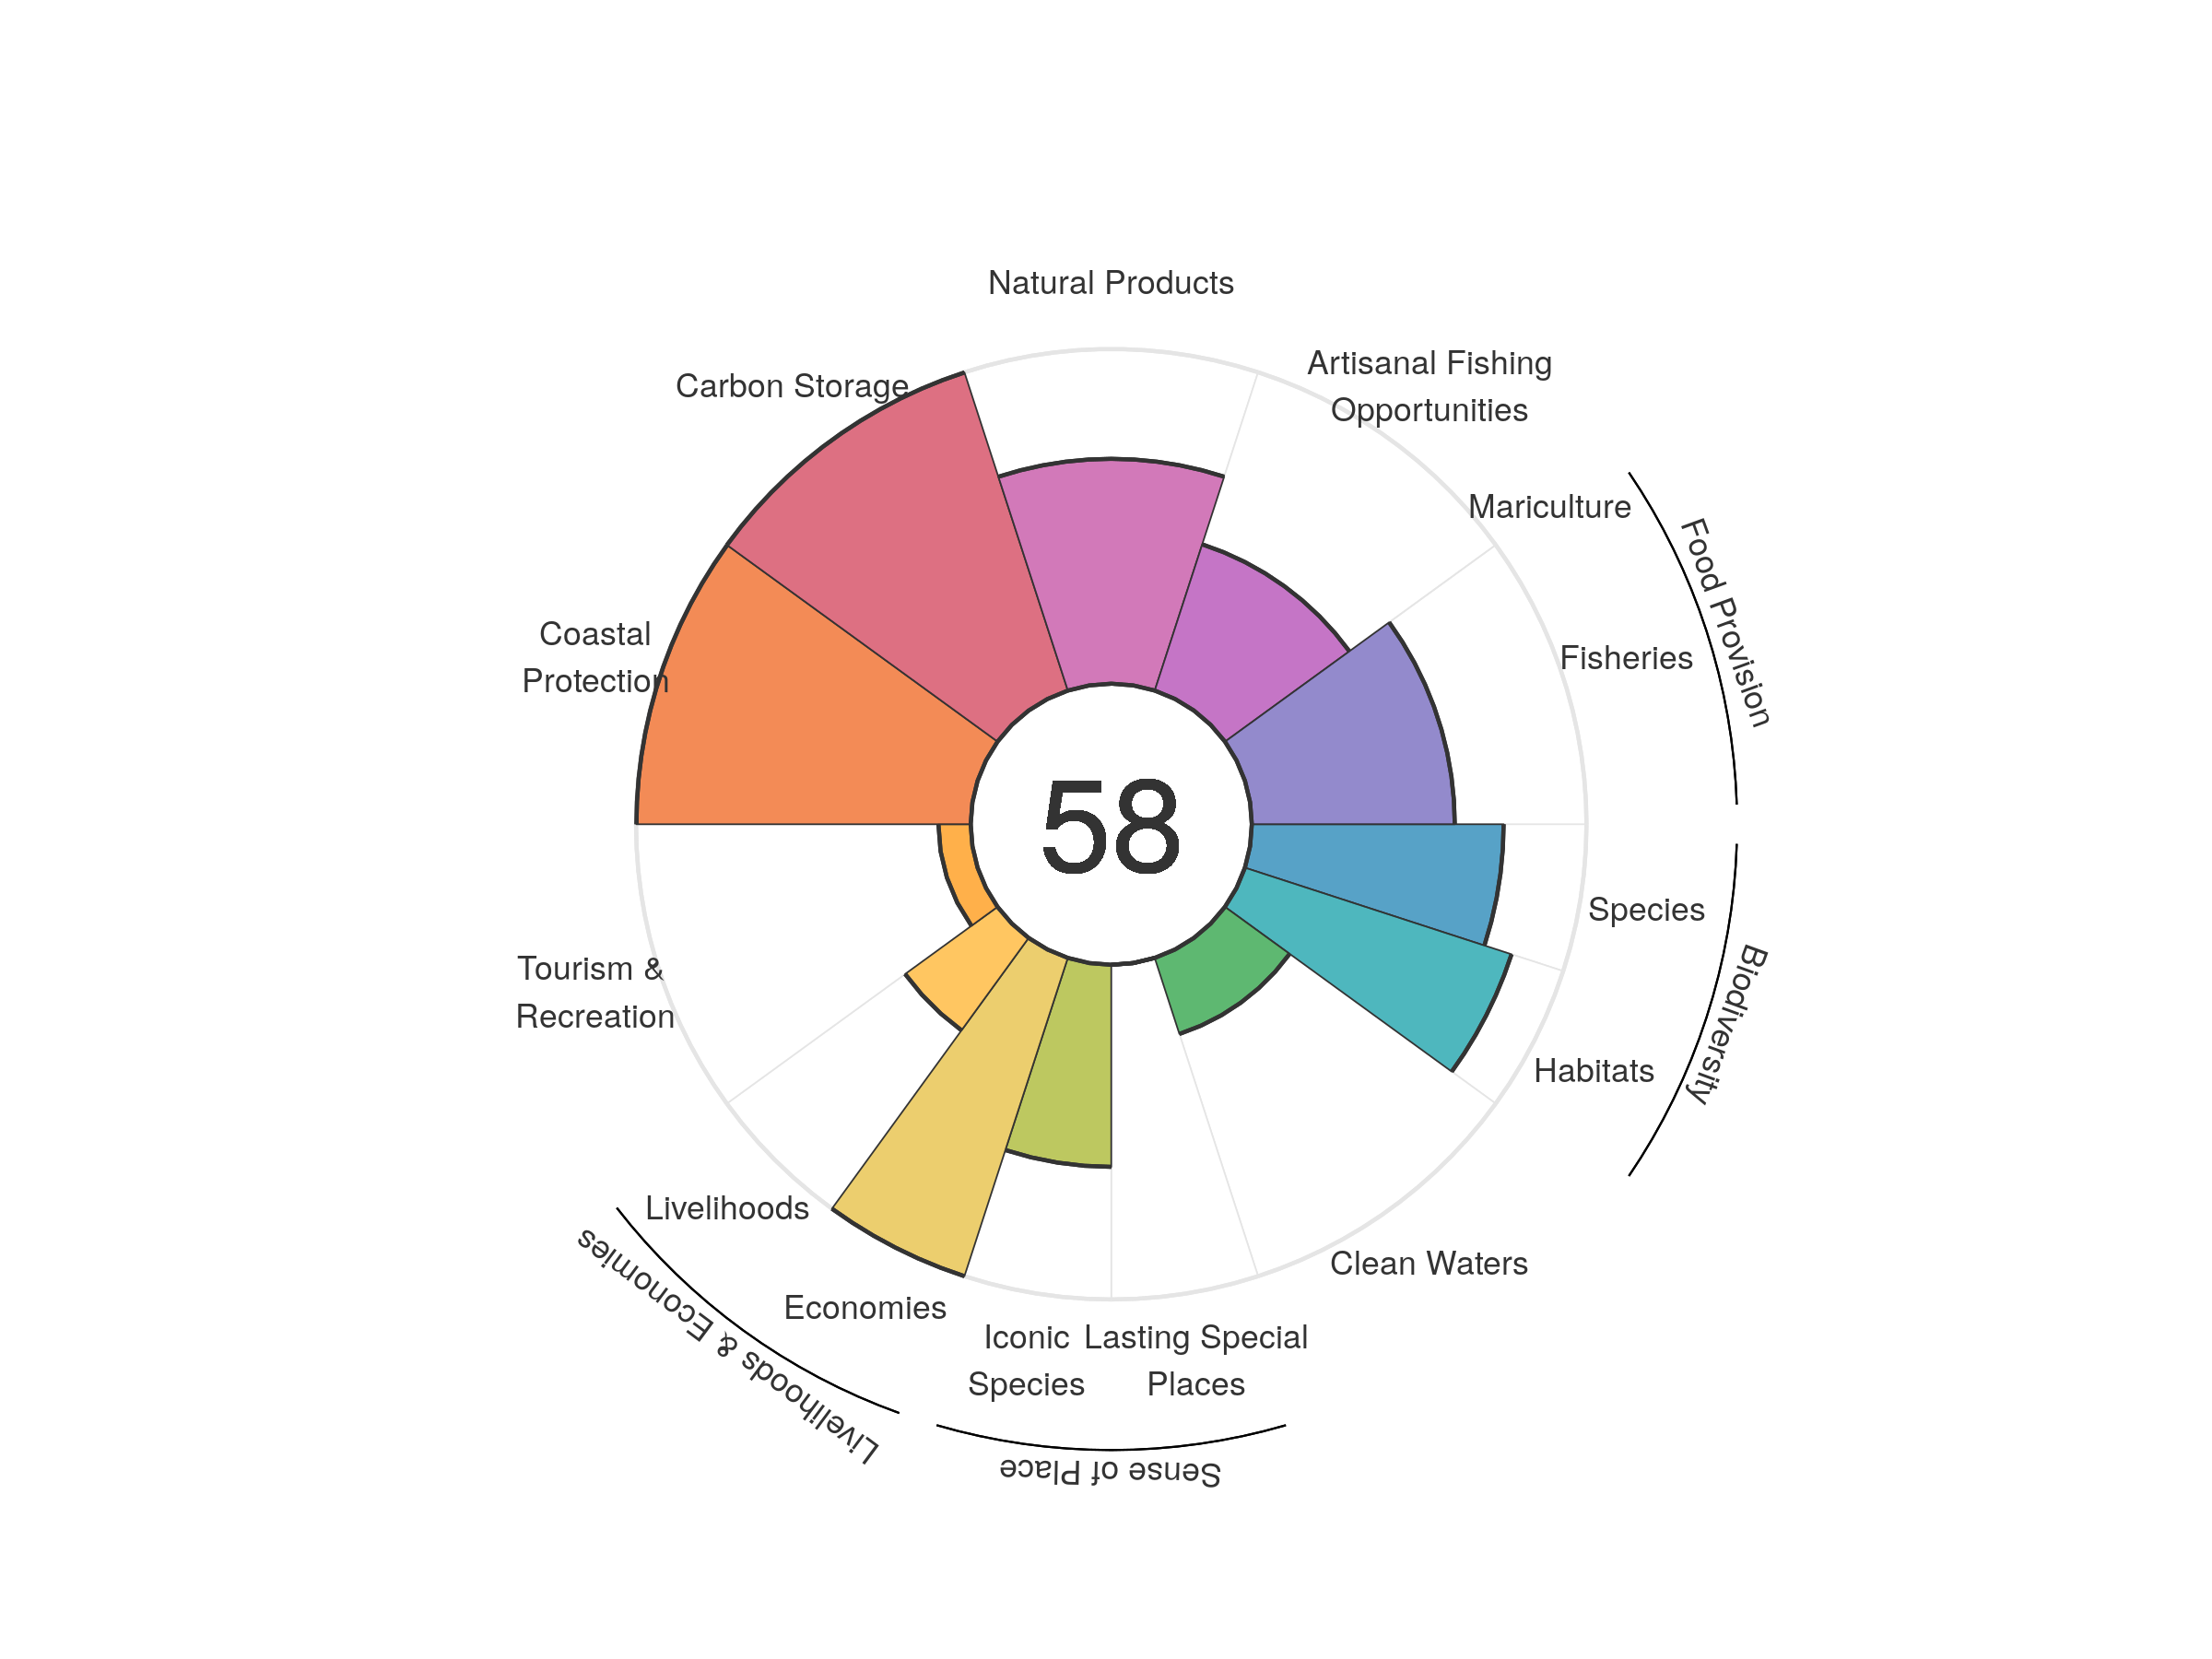 Natural Products
Artisanal Fishing
Opportunities
Carbon Storage
Mariculture
Food Provision
Coastal
Protection
Fisheries
58
Species
Tourism &
Recreation
Biodiversity
Habitats
Livelihoods
Clean Waters
Economies
Livelihoods & Economies
Iconic
Species
Lasting Special
Places
Sense of Place